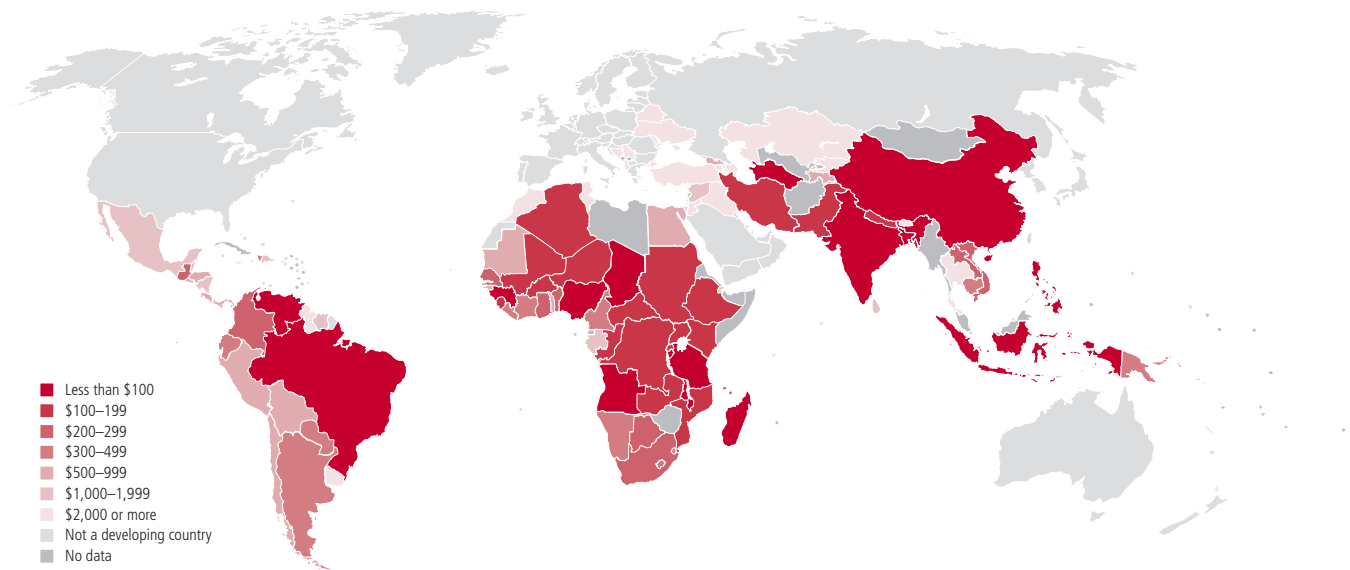 Less than $100
$100–199
$200–299
$300–499
$500–999
$1,000–1,999
$2,000 or more
Not a developing country
No data